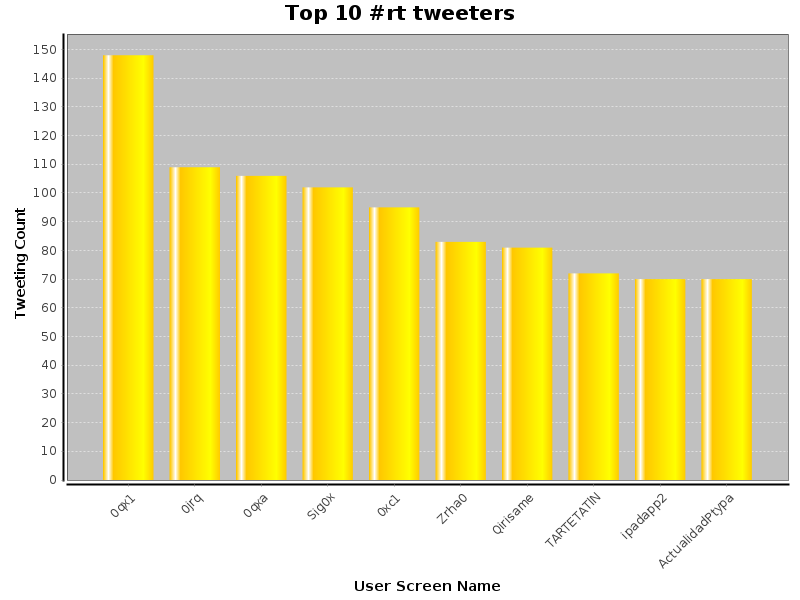 Top 10 #rt tweeters
Tweeting Count
150
140
130
120
110
100
90
80
70
60
50
40
30
20
10
0
0qx1
0jrq
0qxa
Sig0x
0xc1
Zrha0
Qirisame
TARTETATIN
ipadapp2
ActualidadPtypa
User Screen Name